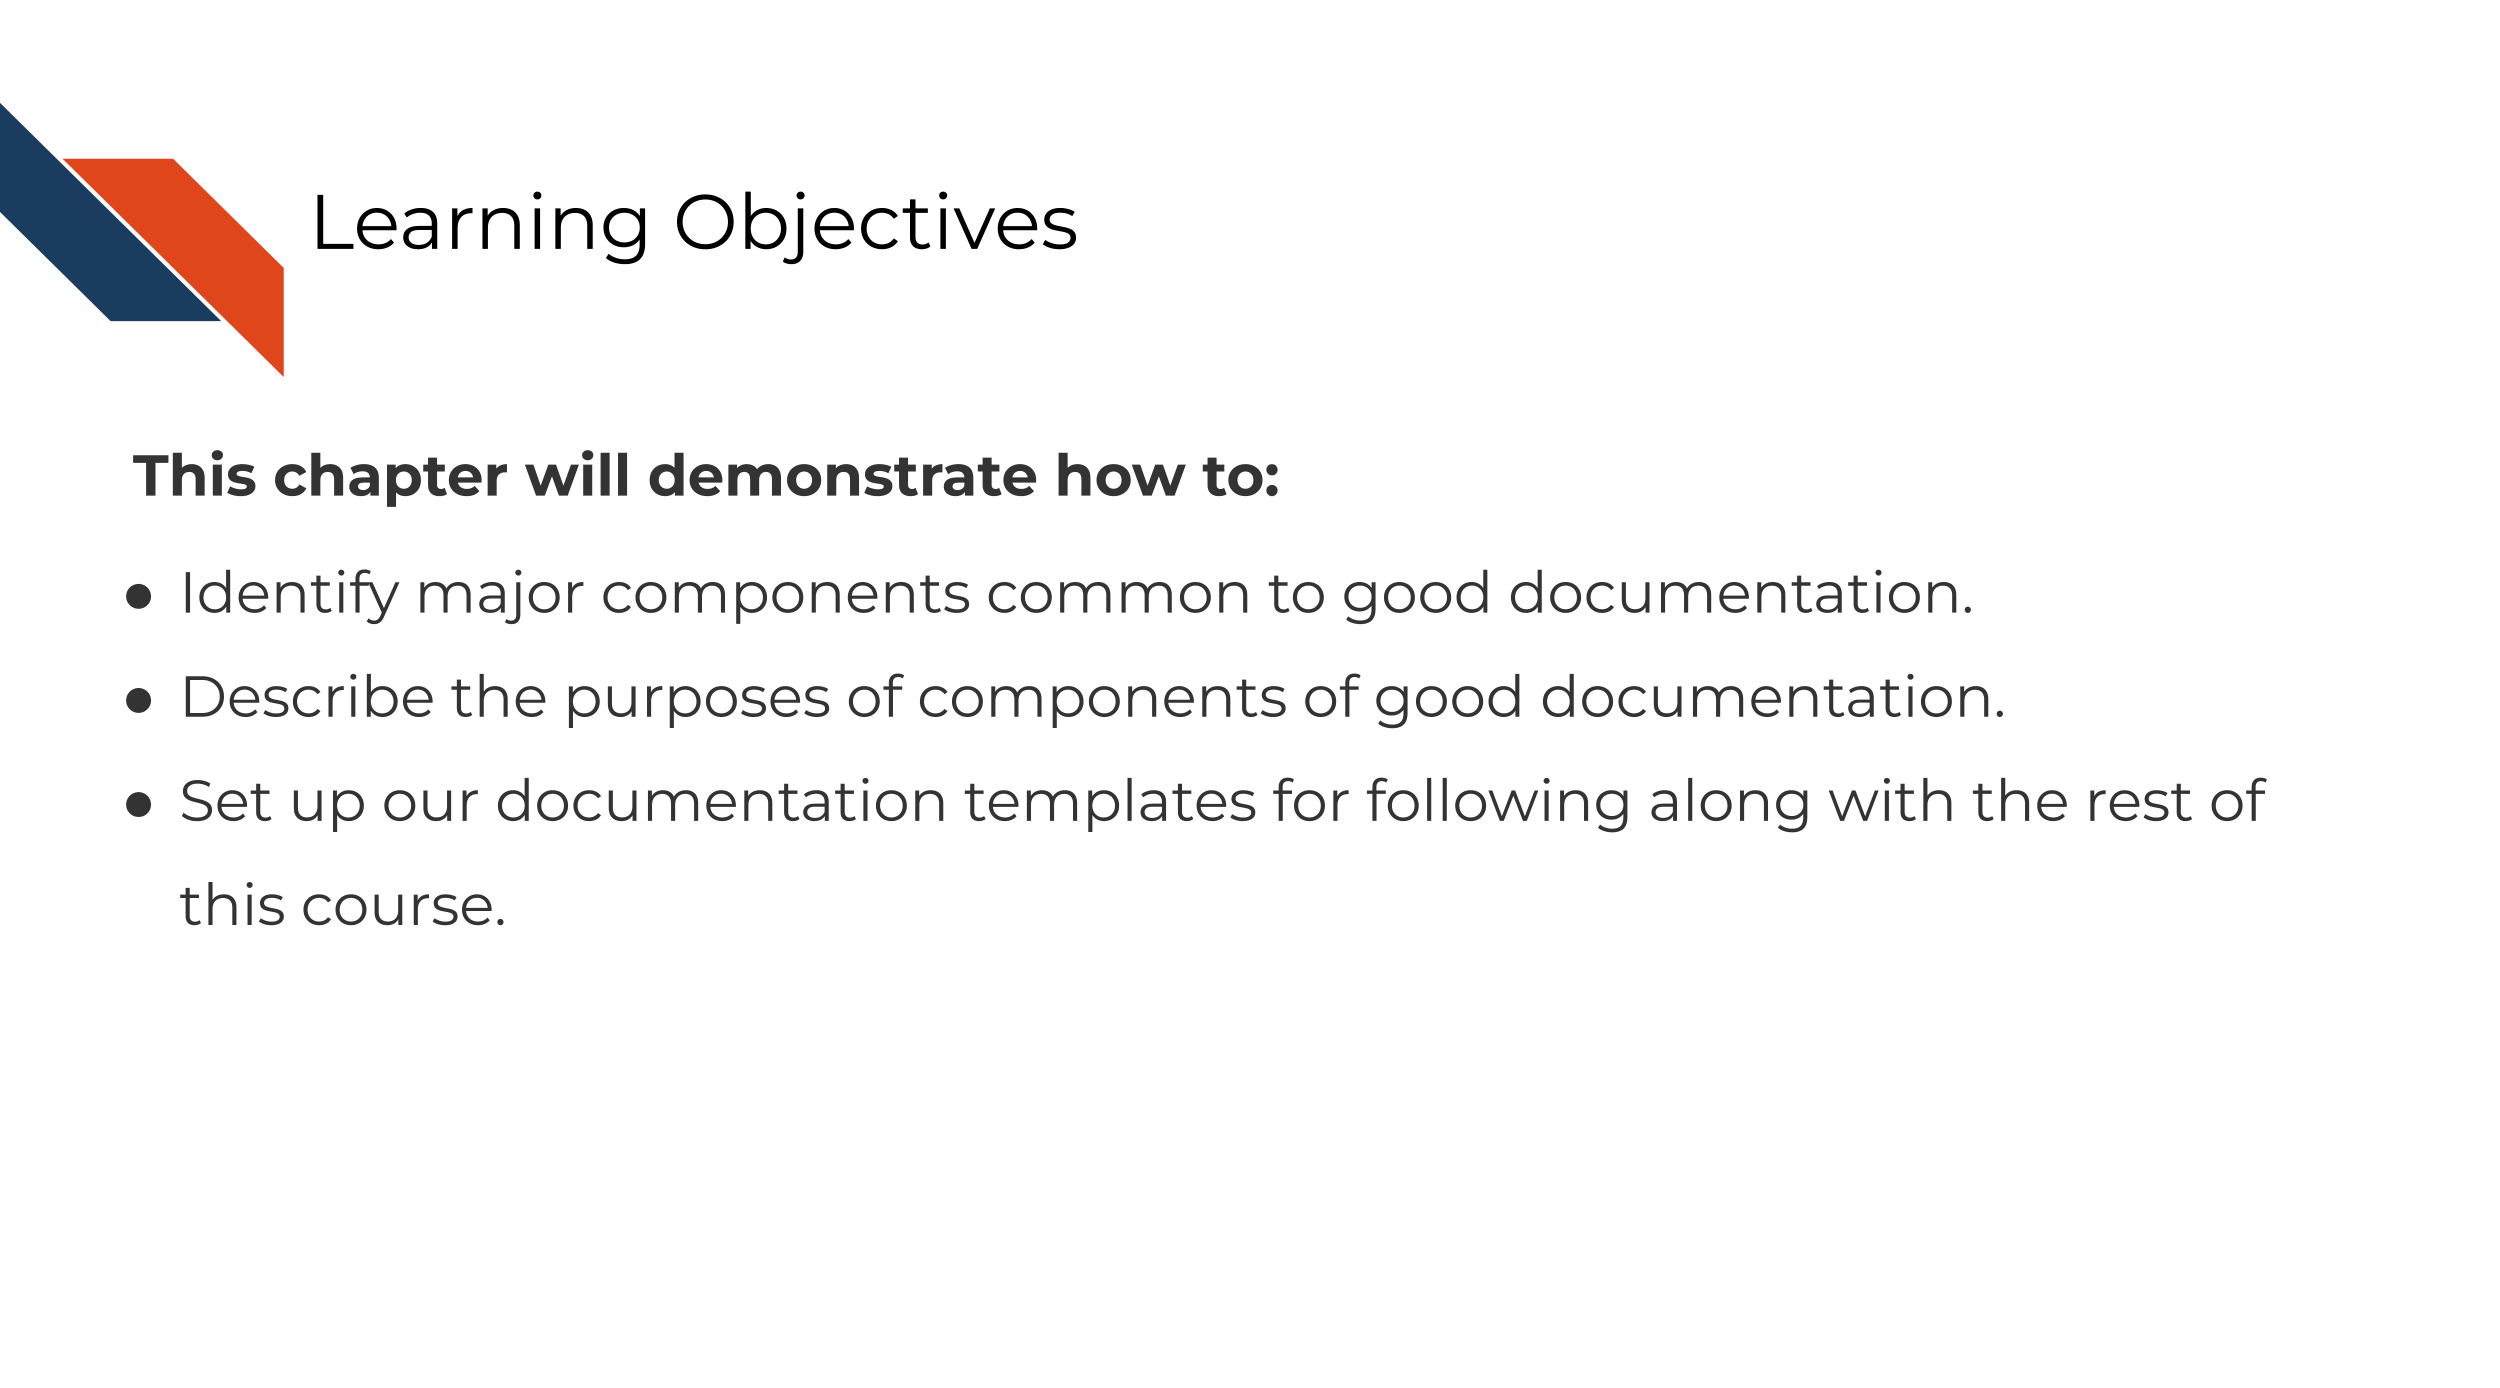 Learning Objectives
This chapter will demonstrate how to:
● Identify major components common to good documentation.
● Describe the purposes of components of good documentation.
● Set up our documentation templates for following along with the rest of
this course.